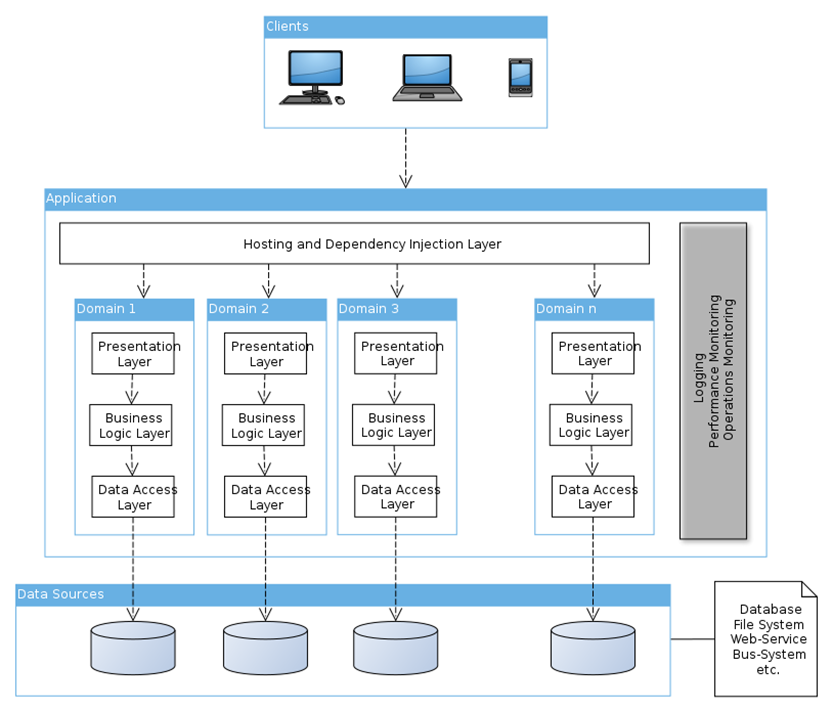 Clients
Application
Hosting and Dependency Injection Layer
Domain 1
Presentation
Layer
Business
Logic Layer
Data Access
Layer
Domain 2
Presentation
Layer
Business
Logic Layer
Data Access
Layer
Domain 3
Presentation
Layer
Business
Logic Layer
Data Access
Layer
Domain n
Presentation
Layer
Business
Logic Layer
Data Access
Layer
Logging
Performance Monitoring
Operations Monitoring
Data Sources
Database
File System
Web-Service
Bus-System
etc.